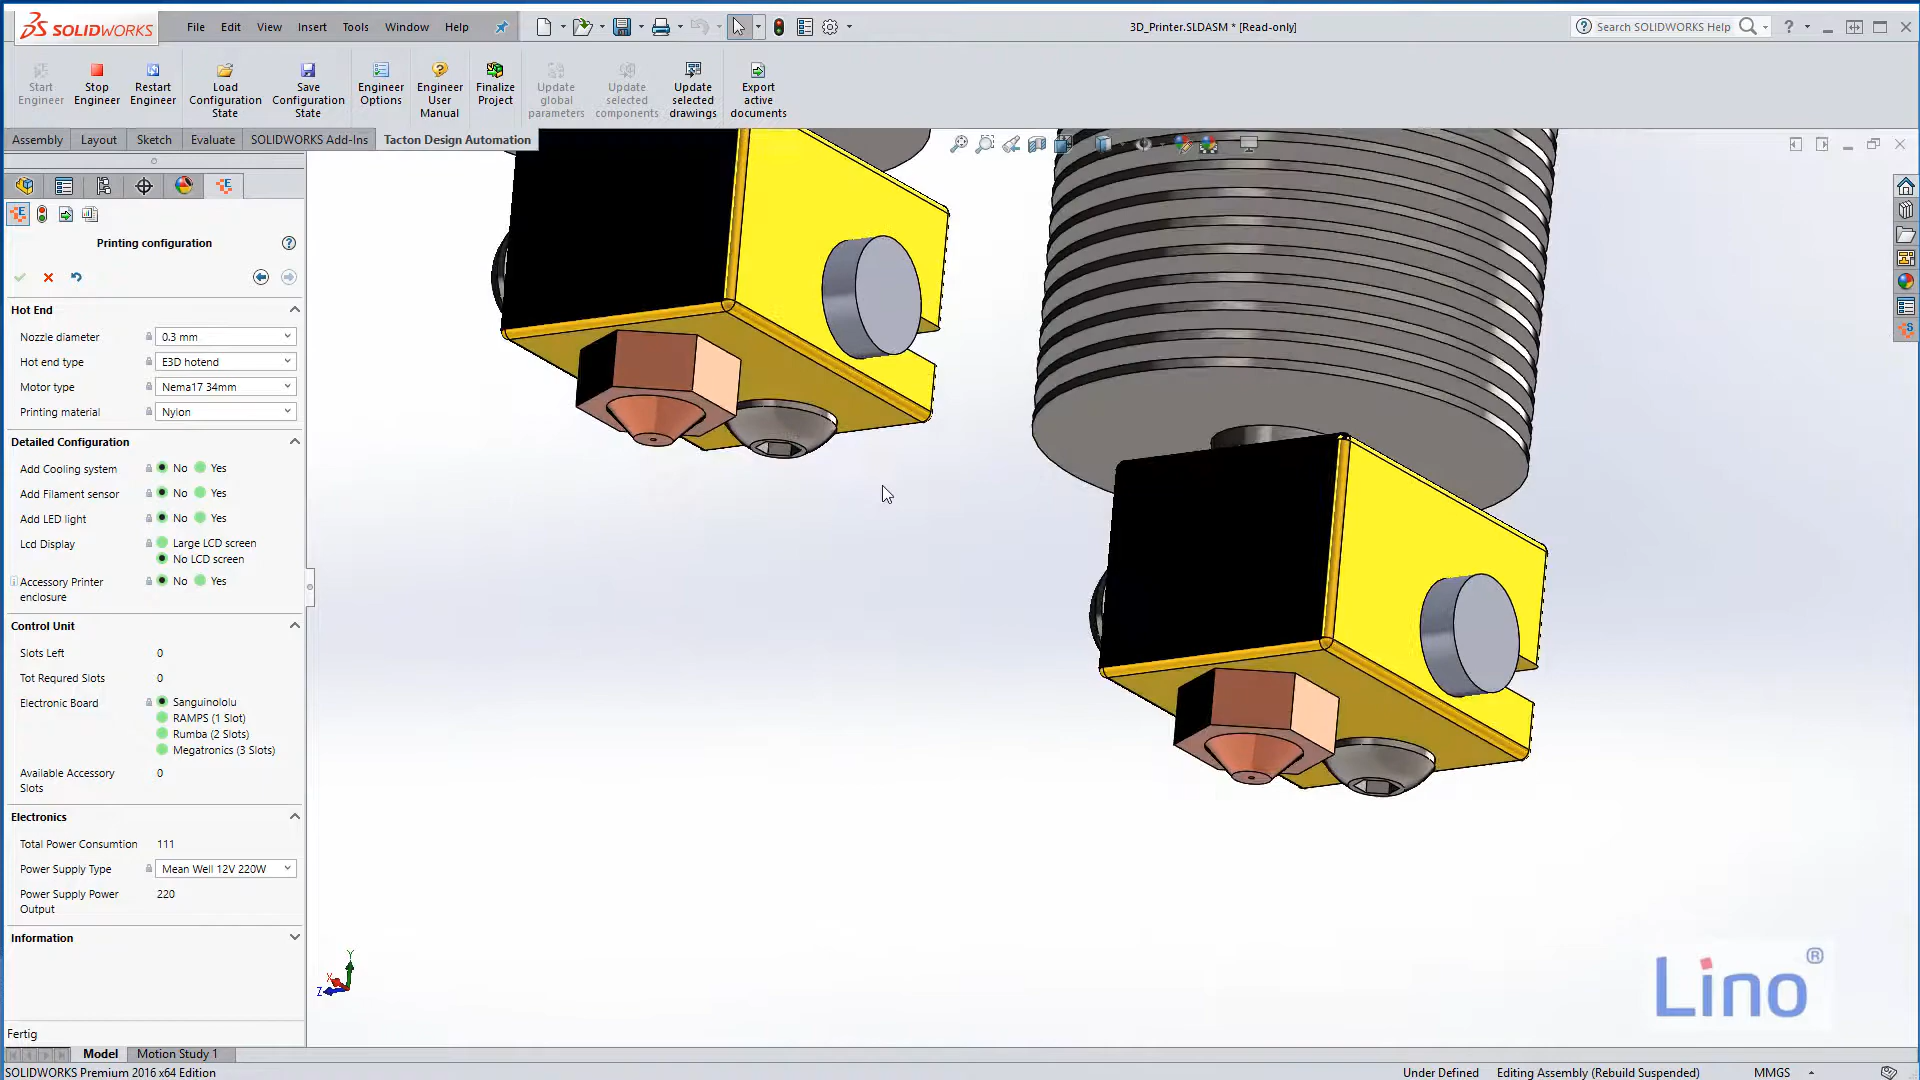 SOLIDWORKS
File Edit View Insert Tools Window Help
3D_Printer.SLDASM * [Read-only]
Search SOLIDWORKS Help
Start Engineer
Stop Engineer
Restart Engineer
Load Configuration State
Save Configuration State
Engineer Options
Engineer User Manual
Finalize Project
Update global parameters
Update selected components
Update selected drawings
Export active documents
Assembly Layout Sketch Evaluate SOLIDWORKS Add-Ins Tacton Design Automation
Printing configuration
Hot End
Nozzle diameter 0.3 mm
Hot end type E3D hotend
Motor type Nema17 34mm
Printing material Nylon
Detailed Configuration
Add Cooling system No Yes
Add Filament sensor No Yes
Add LED light No Yes
Lcd Display Large LCD screen
No LCD screen
Accessory Printer enclosure No Yes
Control Unit
Slots Left 0
Tot Requred Slots 0
Electronic Board Sanguinololu
RAMPS (1 Slot)
Rumba (2 Slots)
Megatronics (3 Slots)
Available Accessory Slots 0
Electronics
Total Power Consumtion 111
Power Supply Type Mean Well 12V 220W
Power Supply Power Output 220
Information
Y
X
Z
Lino®
Fertig
Model Motion Study 1
SOLIDWORKS Premium 2016 x64 Edition
Under Defined Editing Assembly (Rebuild Suspended) MMGS